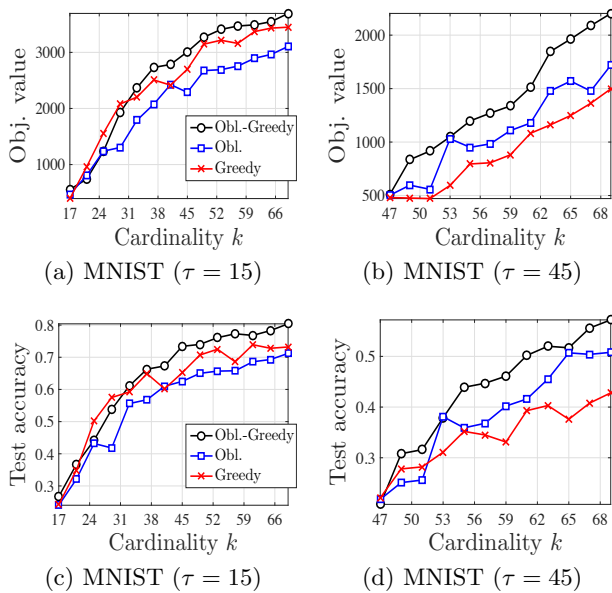 Obj. value
3000
2000
1000
17 24 31 38 45 52 59 66
Cardinality k
Obl.-Greedy
Obl.
Greedy
(a) MNIST (τ = 15)
Obj. value
2000
1500
1000
500
47 50 53 56 59 62 65 68
Cardinality k
(b) MNIST (τ = 45)
Test accuracy
0.8
0.7
0.6
0.5
0.4
0.3
17 24 31 38 45 52 59 66
Cardinality k
Obl.-Greedy
Obl.
Greedy
(c) MNIST (τ = 15)
Test accuracy
0.5
0.4
0.3
47 50 53 56 59 62 65 68
Cardinality k
(d) MNIST (τ = 45)